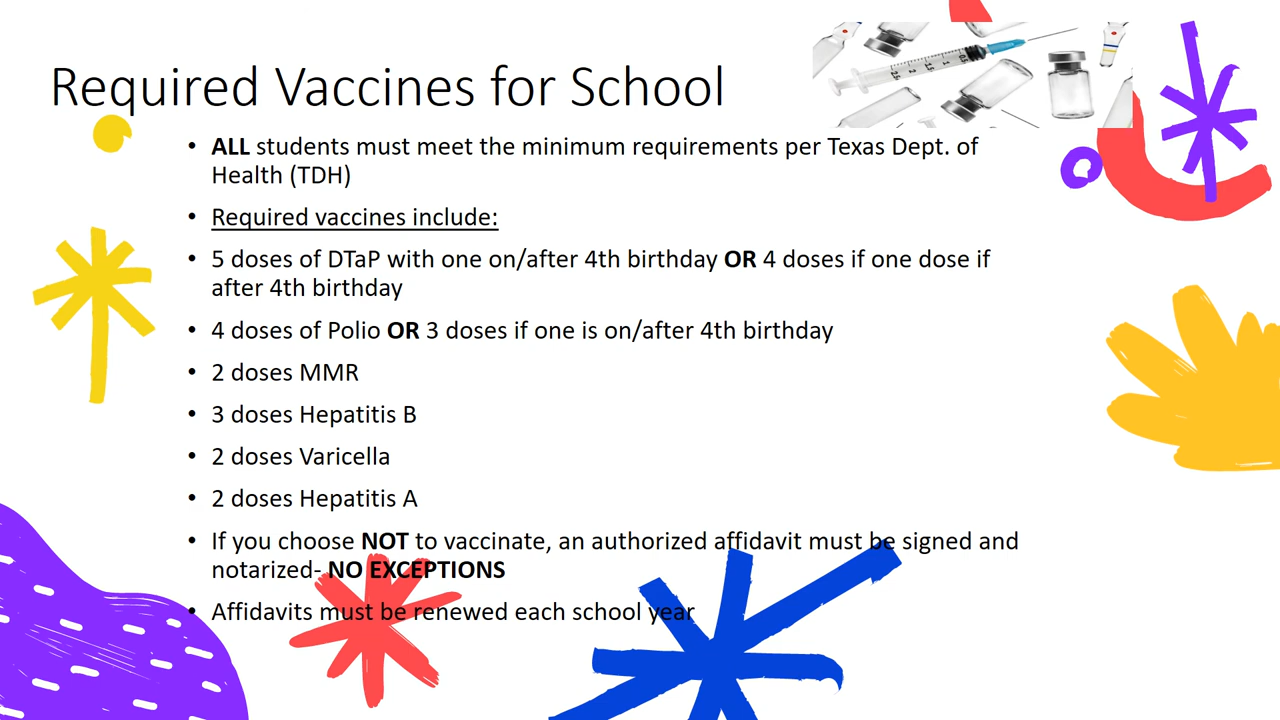 Required Vaccines for School
• ALL students must meet the minimum requirements per Texas Dept. of
Health (TDH)
• Required vaccines include:
• 5 doses of DTaP with one on/after 4th birthday OR 4 doses if one dose if
after 4th birthday
• 4 doses of Polio OR 3 doses if one is on/after 4th birthday
• 2 doses MMR
• 3 doses Hepatitis B
• 2 doses Varicella
• 2 doses Hepatitis A
• If you choose NOT to vaccinate, an authorized affidavit must be signed and
notarized- NO EXCEPTIONS
• Affidavits must be renewed each school year